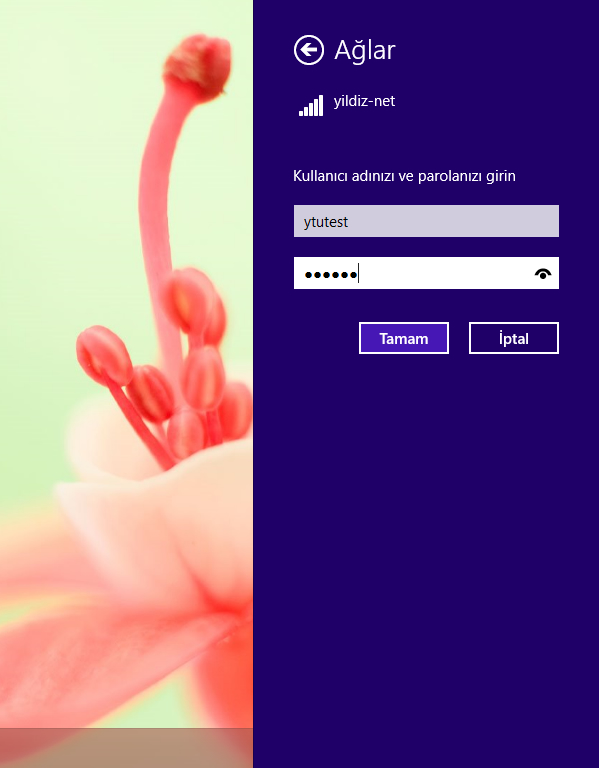 Ağlar
yildiz-net
Kullanıcı adınızı ve parolanızı girin
ytutest
••••••
Tamam
İptal